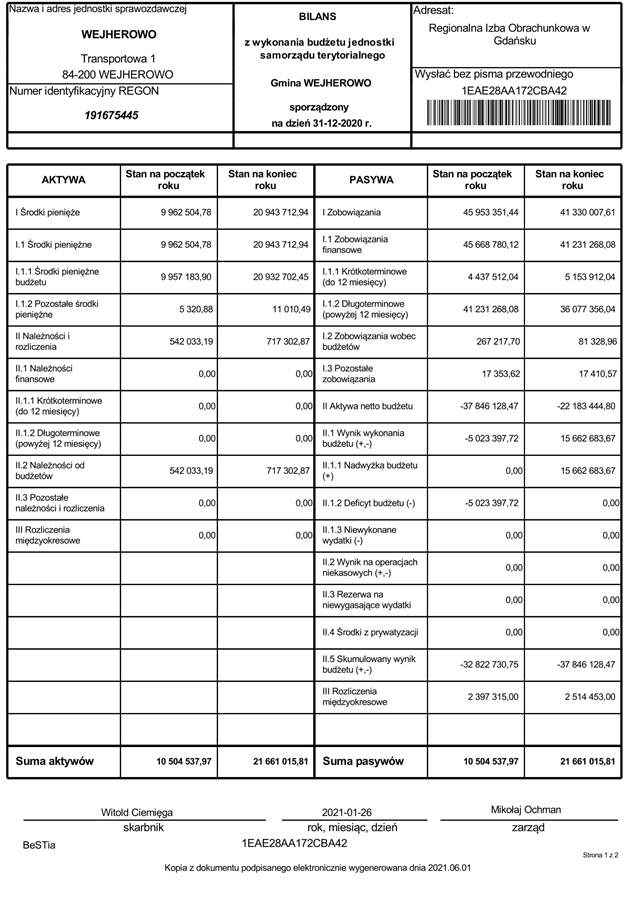 Nazwa i adres jednostki sprawozdawczej
WEJHEROWO
Transportowa 1
84-200 WEJHEROWO
Numer identyfikacyjny REGON
191675445
BILANS
z wykonania budżetu jednostki
samorządu terytorialnego
Gmina WEJHEROWO
sporządzony
na dzień 31-12-2020 r.
Adresat:
Regionalna Izba Obrachunkowa w
Gdańsku
Wysłać bez pisma przewodniego
1EAE28AA172CBA42
AKTYWA Stan na początek roku Stan na koniec roku PASYWA Stan na początek roku Stan na koniec roku
I Środki pienięże 9 962 504,78 20 943 712,94 I Zobowiązania 45 953 351,44 41 330 007,61
I.1 Środki pieniężne 9 962 504,78 20 943 712,94 I.1 Zobowiązania finansowe 45 668 780,12 41 231 268,08
I.1.1 Środki pieniężne budżetu 9 957 183,90 20 932 702,45 I.1.1 Krótkoterminowe (do 12 miesięcy) 4 437 512,04 5 153 912,04
I.1.2 Pozostałe środki pieniężne 5 320,88 11 010,49 I.1.2 Długoterminowe (powyżej 12 miesięcy) 41 231 268,08 36 077 356,04
II Należności i rozliczenia 542 033,19 717 302,87 I.2 Zobowiązania wobec budżetów 267 217,70 81 328,96
II.1 Należności finansowe 0,00 0,00 I.3 Pozostałe zobowiązania 17 353,62 17 410,57
II.1.1 Krótkoterminowe (do 12 miesięcy) 0,00 0,00 II Aktywa netto budżetu -37 846 128,47 -22 183 444,80
II.1.2 Długoterminowe (powyżej 12 miesięcy) 0,00 0,00 II.1 Wynik wykonania budżetu (+,-) -5 023 397,72 15 662 683,67
II.2 Należności od budżetów 542 033,19 717 302,87 II.1.1 Nadwyżka budżetu (+) 0,00 15 662 683,67
II.3 Pozostałe należności i rozliczenia 0,00 0,00 II.1.2 Deficyt budżetu (-) -5 023 397,72 0,00
III Rozliczenia międzyokresowe 0,00 0,00 II.1.3 Niewykonane wydatki (-) 0,00 0,00
II.2 Wynik na operacjach niekasowych (+,-) 0,00 0,00
II.3 Rezerwa na niewygasające wydatki 0,00 0,00
II.4 Środki z prywatyzacji 0,00 0,00
II.5 Skumulowany wynik budżetu (+,-) -32 822 730,75 -37 846 128,47
III Rozliczenia międzyokresowe 2 397 315,00 2 514 453,00
Suma aktywów 10 504 537,97 21 661 015,81 Suma pasywów 10 504 537,97 21 661 015,81
Witold Ciemięga 2021-01-26 Mikołaj Ochman
skarbnik rok, miesiąc, dzień zarząd
BeSTia 1EAE28AA172CBA42
Strona 1 z 2
Kopia z dokumentu podpisanego elektronicznie wygenerowana dnia 2021.06.01